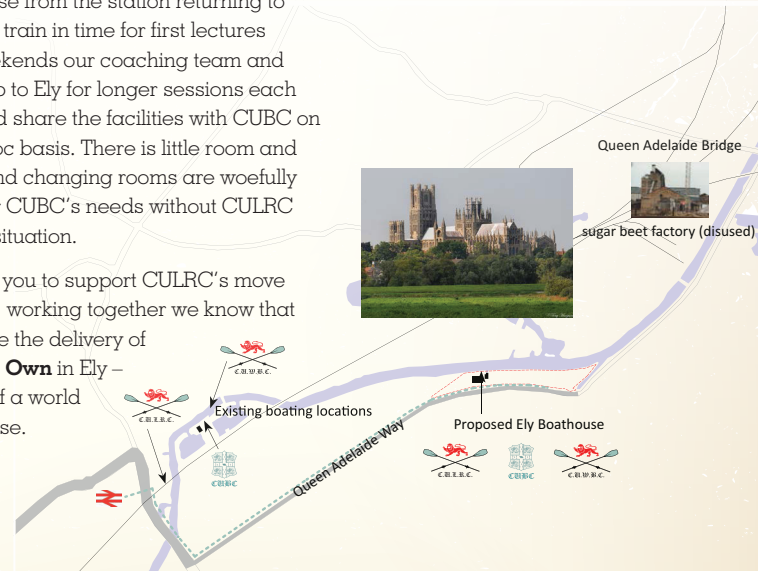 se from the station returning to
train in time for first lectures
kends our coaching team and
to Ely for longer sessions each
d share the facilities with CUBC on
oc basis. There is little room and
nd changing rooms are woefully
CUBC's needs without CULRC
situation.
you to support CULRC's move
working together we know that
e the delivery of
Own in Ely –
f a world
se.
Queen Adelaide Bridge
sugar beet factory (disused)
C.U.W.B.C.
C.U.L.R.C.
Existing boating locations
CUBC
Queen Adelaide Way
Proposed Ely Boathouse
C.U.L.R.C.
CUBC
C.U.W.B.C.